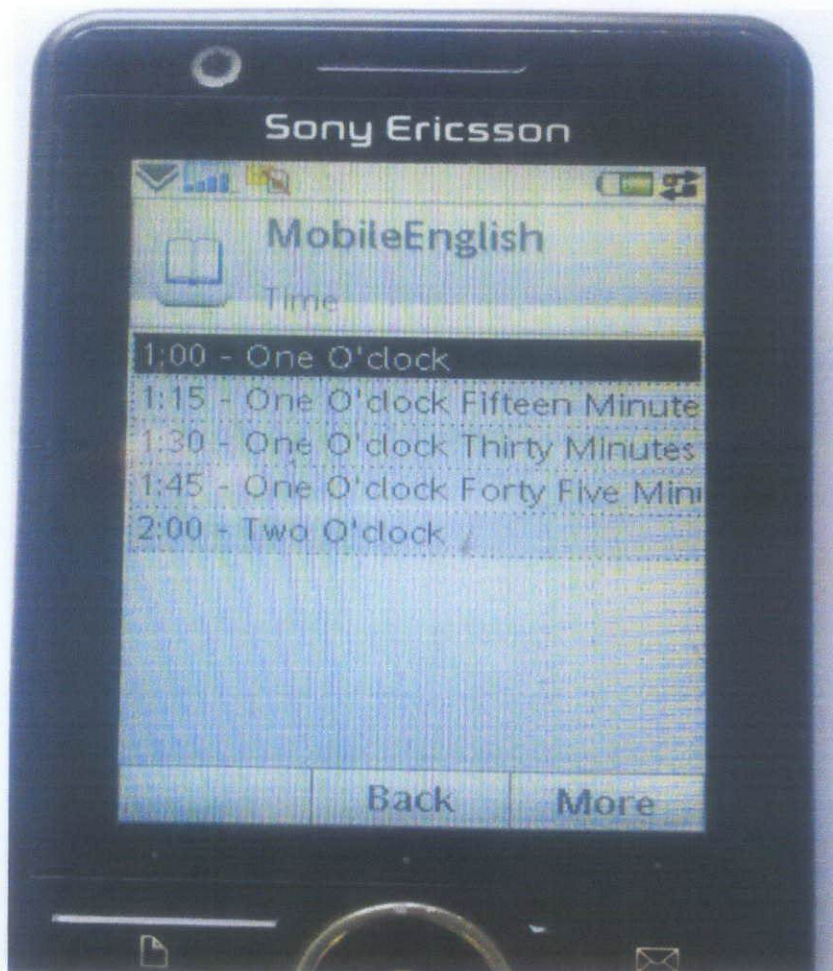 Sony Ericsson
MobileEnglish
Time
1:00 - One O'clock
1:15 - One O'clock Fifteen Minute
1:30 - One O'clock Thirty Minutes
1:45 - One O'clock Forty Five Minu
2:00 - Two O'clock
Back
More